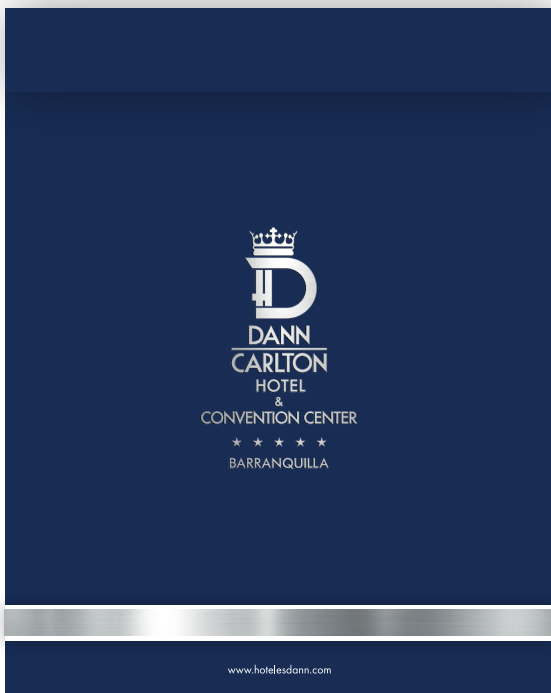 DANN
CARLTON
HOTEL
&
CONVENTION CENTER
★ ★ ★ ★ ★
BARRANQUILLA
www.hotelesdann.com